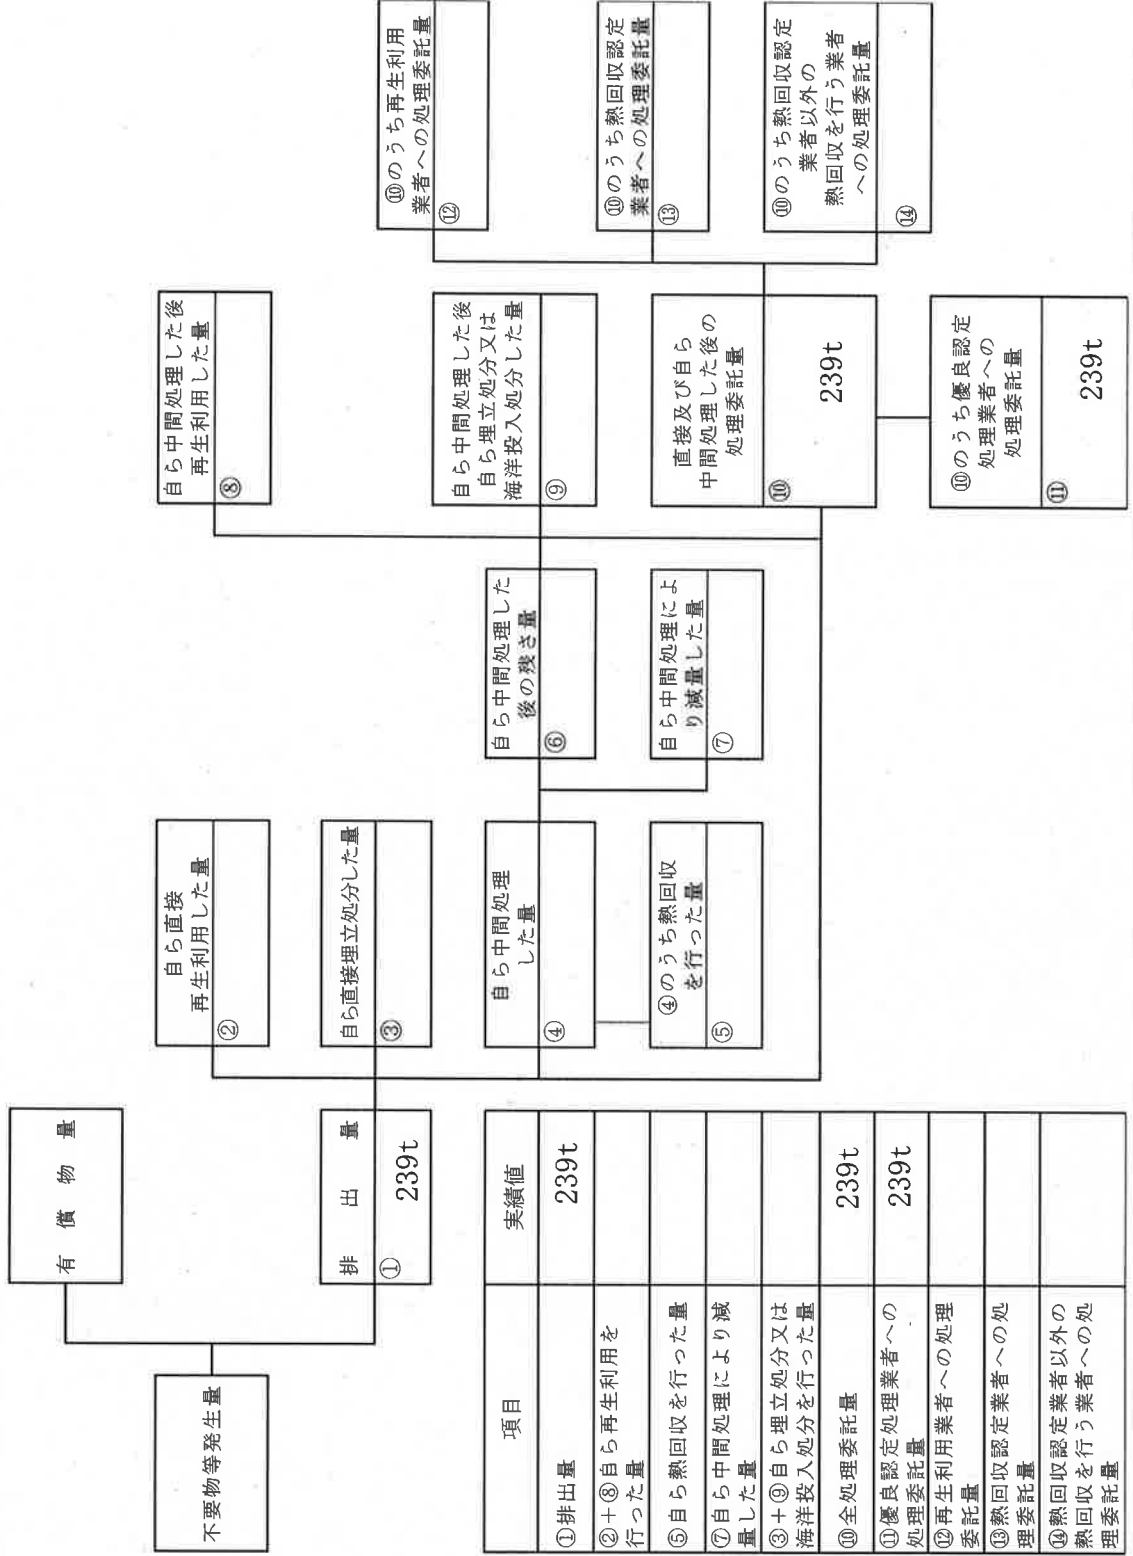 不要物等発生量
有償物量
排出量
①
239t
自ら直接
再生利用した量
②
自ら直接埋立処分した量
③
自ら中間処理
した量
④
④のうち熱回収
を行った量
⑤
自ら中間処理した
後の残さ量
⑥
自ら中間処理によ
り減量した量
⑦
自ら中間処理した後
再生利用した量
⑧
自ら中間処理した後
自ら埋立処分又は
海洋投入処分した量
⑨
直接及び自ら
中間処理した後の
処理委託量
⑩
239t
⑩のうち優良認定
処理業者への
処理委託量
⑪
239t
⑩のうち再生利用
業者への処理委託量
⑫
⑩のうち熱回収認定
業者への処理委託量
⑬
⑩のうち熱回収認定
業者以外の
熱回収を行う業者
への処理委託量
⑭
項目
実績値
①排出量
239t
②+⑧自ら再生利用を
行った量
⑤自ら熱回収を行った量
⑦自ら中間処理により減
量した量
③+⑨自ら埋立処分又は
海洋投入処分を行った量
⑩全処理委託量
239t
⑪優良認定処理業者への
処理委託量
239t
⑫再生利用業者への処理
委託量
⑬熱回収認定業者への処
理委託量
⑭熱回収認定業者以外の
熱回収を行う業者への処
理委託量